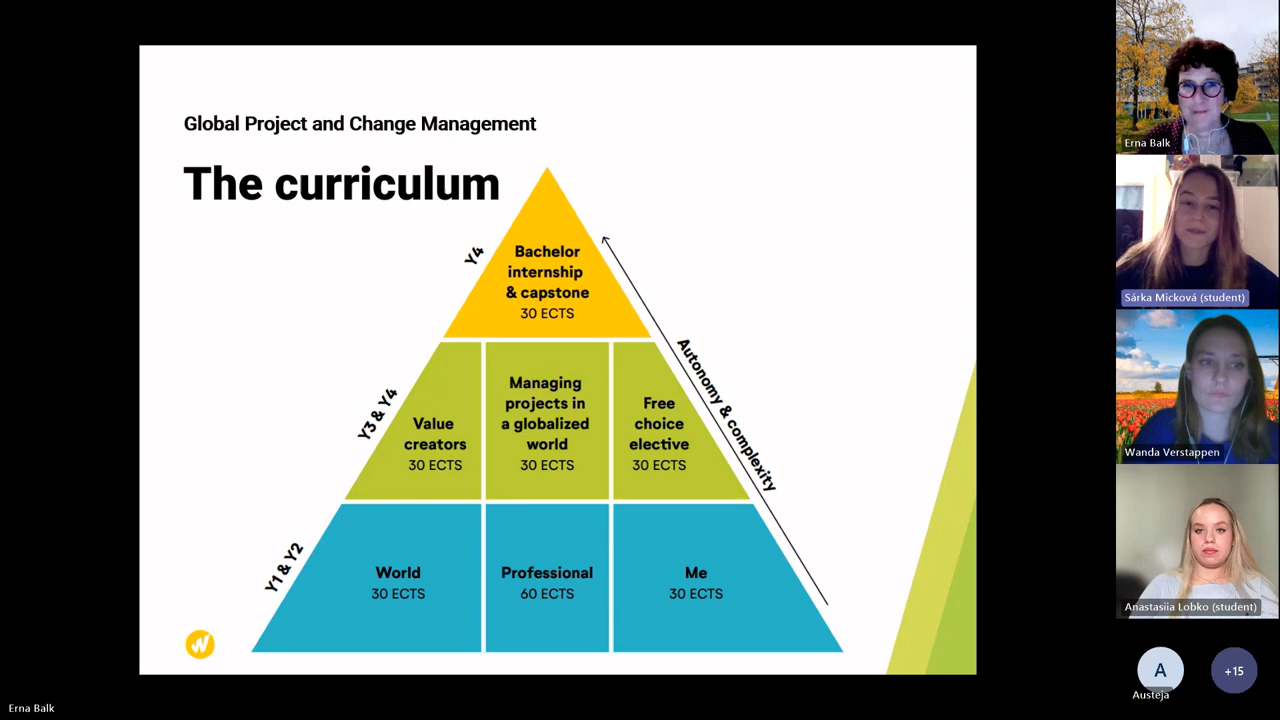 Global Project and Change Management
The curriculum
Y4
Bachelor
internship
& capstone
30 ECTS
Autonomy & complexity
Y3 & Y4
Value
creators
30 ECTS
Managing
projects in
a globalized
world
30 ECTS
Free
choice
elective
30 ECTS
Y1 & Y2
World
30 ECTS
Professional
60 ECTS
Me
30 ECTS
W
Erna Balk
Erna Balk
Sárka Micková (student)
Wanda Verstappen
Anastasiia Lobko (student)
A
Austeja
+15